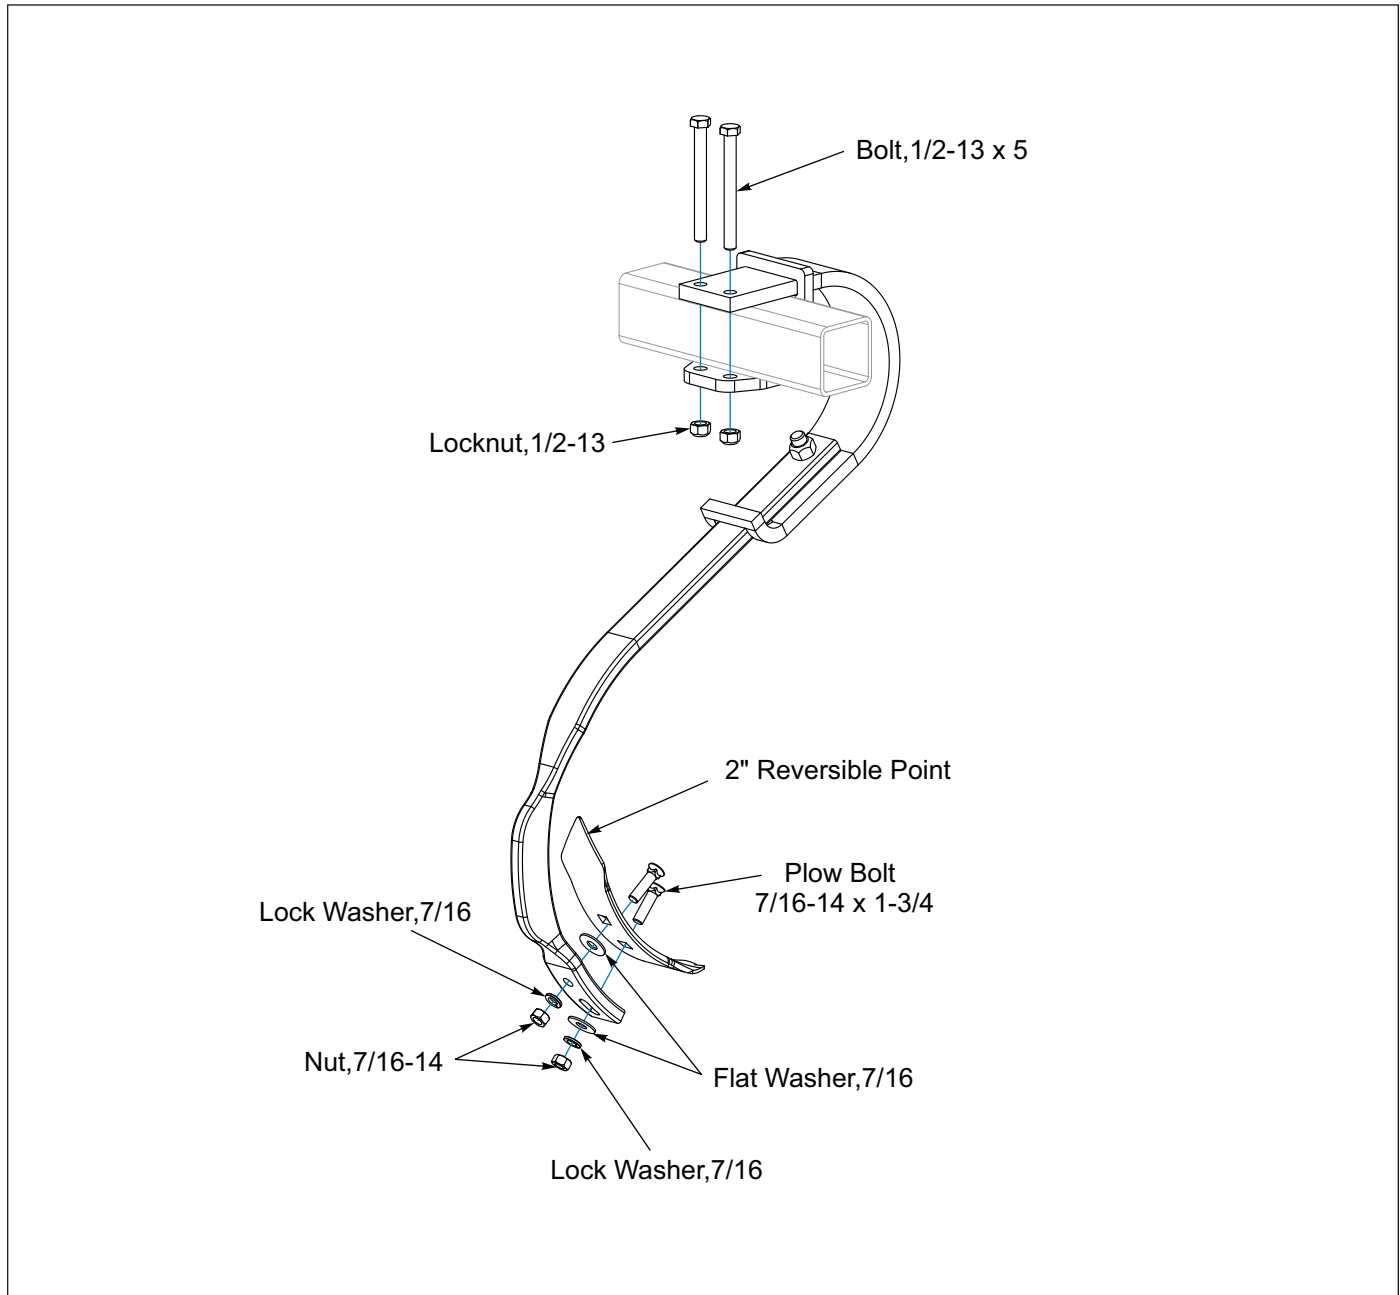 Bolt,1/2-13 x 5
Locknut,1/2-13
2" Reversible Point
Plow Bolt
7/16-14 x 1-3/4
Lock Washer,7/16
Nut,7/16-14
Flat Washer,7/16
Lock Washer,7/16